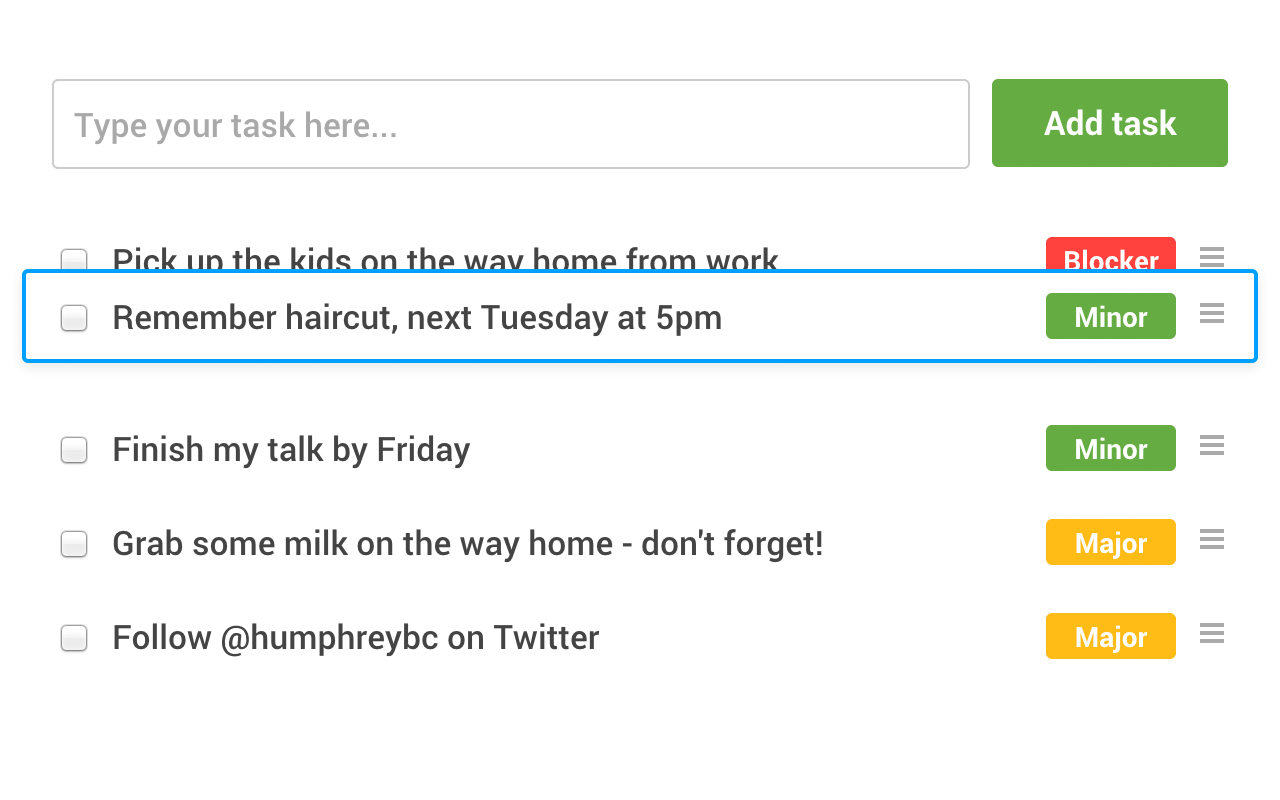 Type your task here...
Add task
Pick up the kids on the way home from work
Blocker
Remember haircut, next Tuesday at 5pm
Minor
Finish my talk by Friday
Minor
Grab some milk on the way home - don't forget!
Major
Follow @humphreybc on Twitter
Major